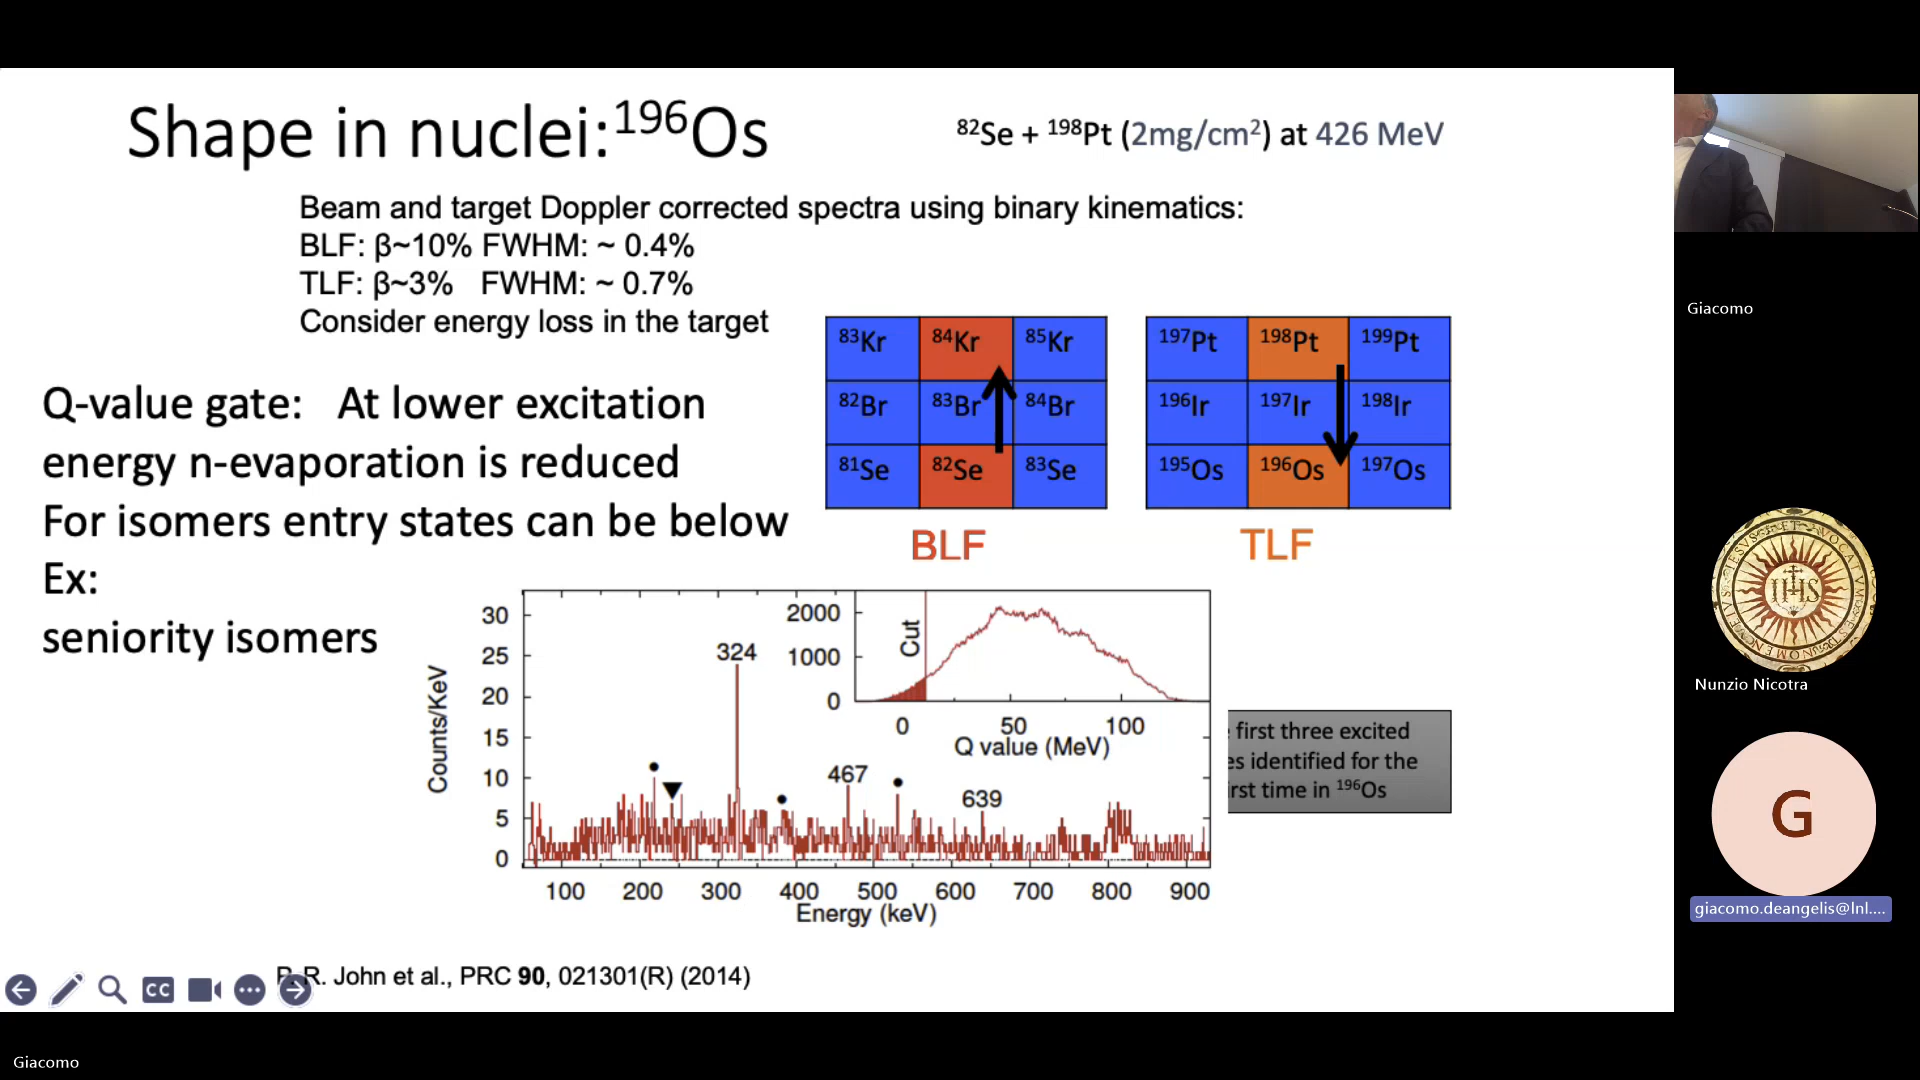 Shape in nuclei:¹⁹⁶Os
⁸²Se + ¹⁹⁸Pt (2mg/cm²) at 426 MeV
Beam and target Doppler corrected spectra using binary kinematics:
BLF: β~10% FWHM: ~ 0.4%
TLF: β~3% FWHM: ~ 0.7%
Consider energy loss in the target
Q-value gate: At lower excitation
energy n-evaporation is reduced
For isomers entry states can be below
Ex:
seniority isomers
⁸³Kr ⁸⁴Kr ⁸⁵Kr
⁸²Br ⁸³Br ⁸⁴Br
⁸¹Se ⁸²Se ⁸³Se
BLF
¹⁹⁷Pt ¹⁹⁸Pt ¹⁹⁹Pt
¹⁹⁶Ir ¹⁹⁷Ir ¹⁹⁸Ir
¹⁹⁵Os ¹⁹⁶Os ¹⁹⁷Os
TLF
Counts/KeV
30
25
20
15
10
5
0
324
467
639
100 200 300 400 500 600 700 800 900
Energy (keV)
2000
1000
0
Cut
0 50 100
Q value (MeV)
first three excited
es identified for the
rst time in ¹⁹⁶Os
R. John et al., PRC 90, 021301(R) (2014)
CC
Giacomo
Giacomo
Nunzio Nicotra
IHS
G
giacomo.deangelis@lnl....